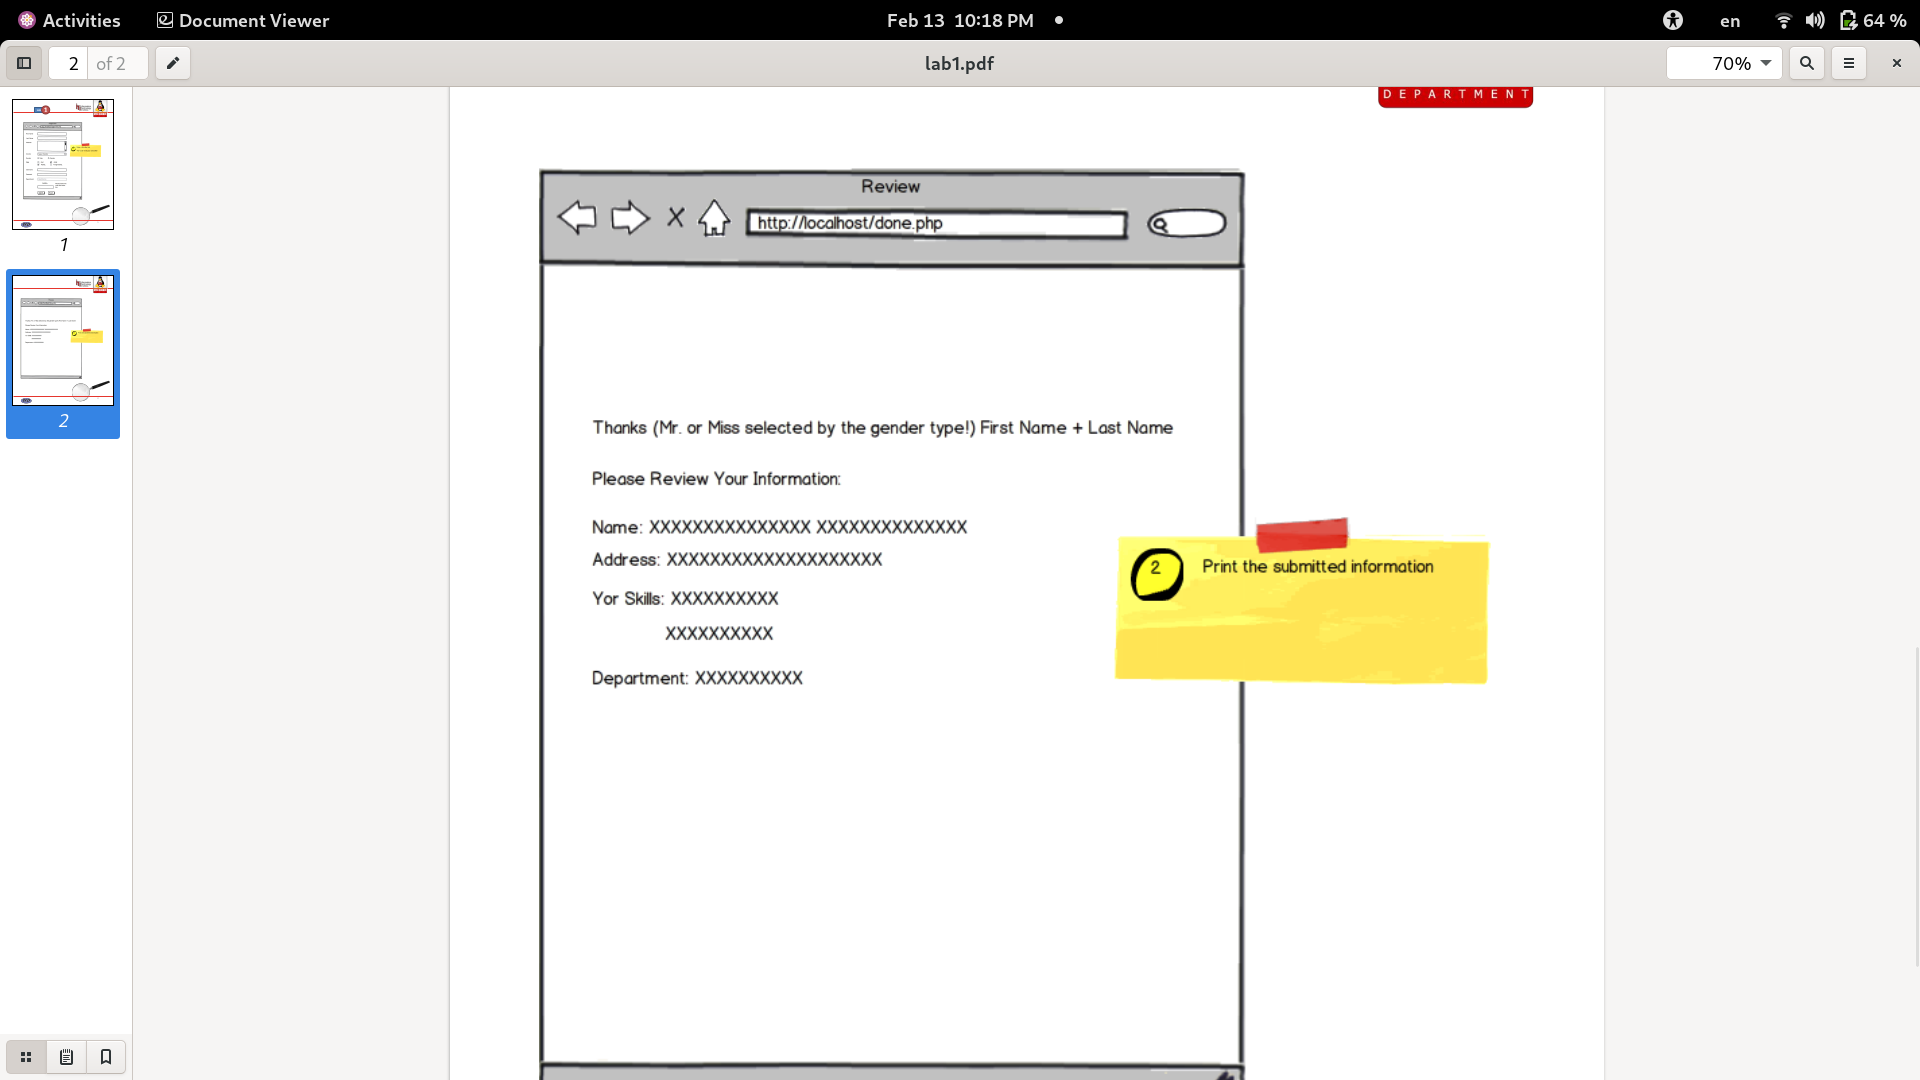 Activities
Document Viewer
Feb 13 10:18 PM
en
64 %
2 of 2
lab1.pdf
70%
1
2
DEPARTMENT
Review
http://localhost/done.php
Thanks (Mr. or Miss selected by the gender type!) First Name + Last Name
Please Review Your Information:
Name: XXXXXXXXXXXXXXX XXXXXXXXXXXXXX
Address: XXXXXXXXXXXXXXXXXXXX
Yor Skills: XXXXXXXXXX
XXXXXXXXXX
Department: XXXXXXXXXX
2 Print the submitted information